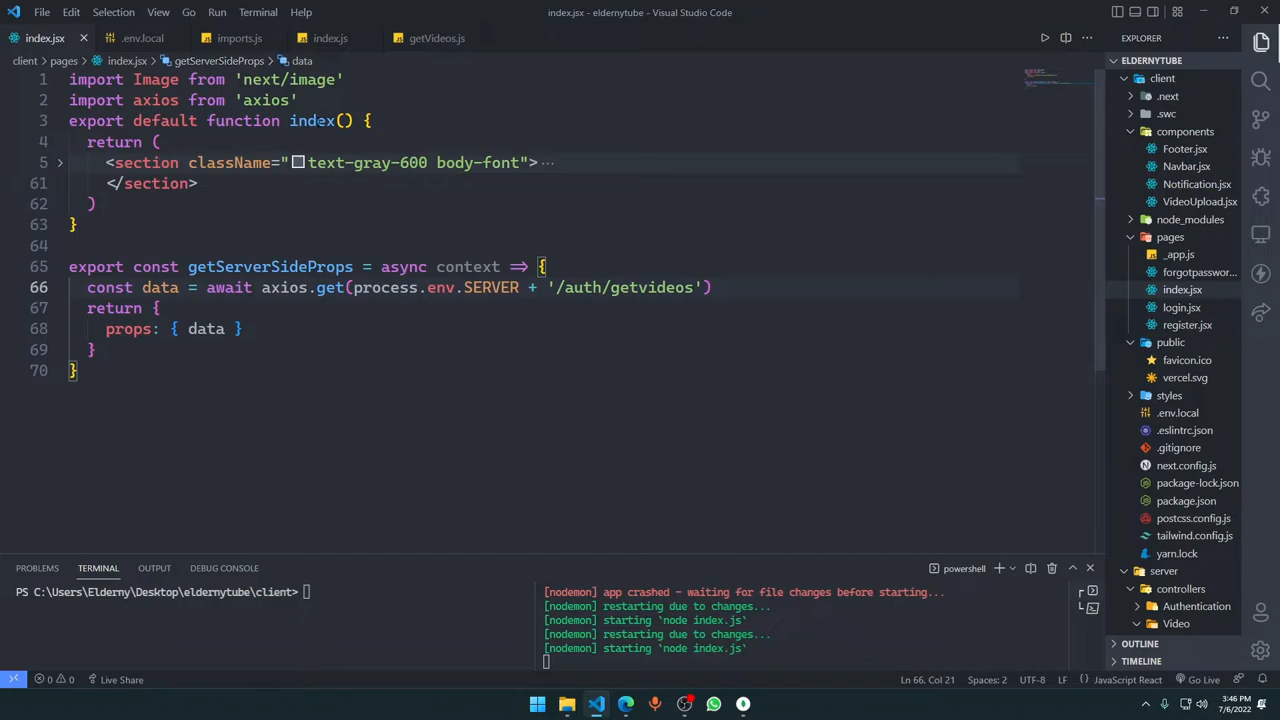 File Edit Selection View Go Run Terminal Help
index.jsx - eldernytube - Visual Studio Code
index.jsx .env.local imports.js index.js getVideos.js
client > pages > index.jsx > getServerSideProps > data
1 import Image from 'next/image'
2 import axios from 'axios'
3 export default function index() {
4 return (
5 <section className="text-gray-600 body-font"> ···
61 </section>
62 )
63 }
64
65 export const getServerSideProps = async context => {
66 const data = await axios.get(process.env.SERVER + '/auth/getvideos')
67 return {
68 props: { data }
69 }
70 }
EXPLORER
ELDERNYTUBE
client
.next
.swc
components
Footer.jsx
Navbar.jsx
Notification.jsx
VideoUpload.jsx
node_modules
pages
_app.js
forgotpasswor...
index.jsx
login.jsx
register.jsx
public
favicon.ico
vercel.svg
styles
.env.local
.eslintrc.json
.gitignore
next.config.js
package-lock.json
package.json
postcss.config.js
tailwind.config.js
yarn.lock
server
controllers
Authentication
Video
OUTLINE
TIMELINE
PROBLEMS TERMINAL OUTPUT DEBUG CONSOLE
powershell
PS C:\Users\Elderny\Desktop\eldernytube\client>
[nodemon] app crashed - waiting for file changes before starting...
[nodemon] restarting due to changes...
[nodemon] starting `node index.js`
[nodemon] restarting due to changes...
[nodemon] starting `node index.js`
0 0 Live Share
Ln 66, Col 21 Spaces: 2 UTF-8 LF { } JavaScript React Go Live
3:46 PM
7/6/2022